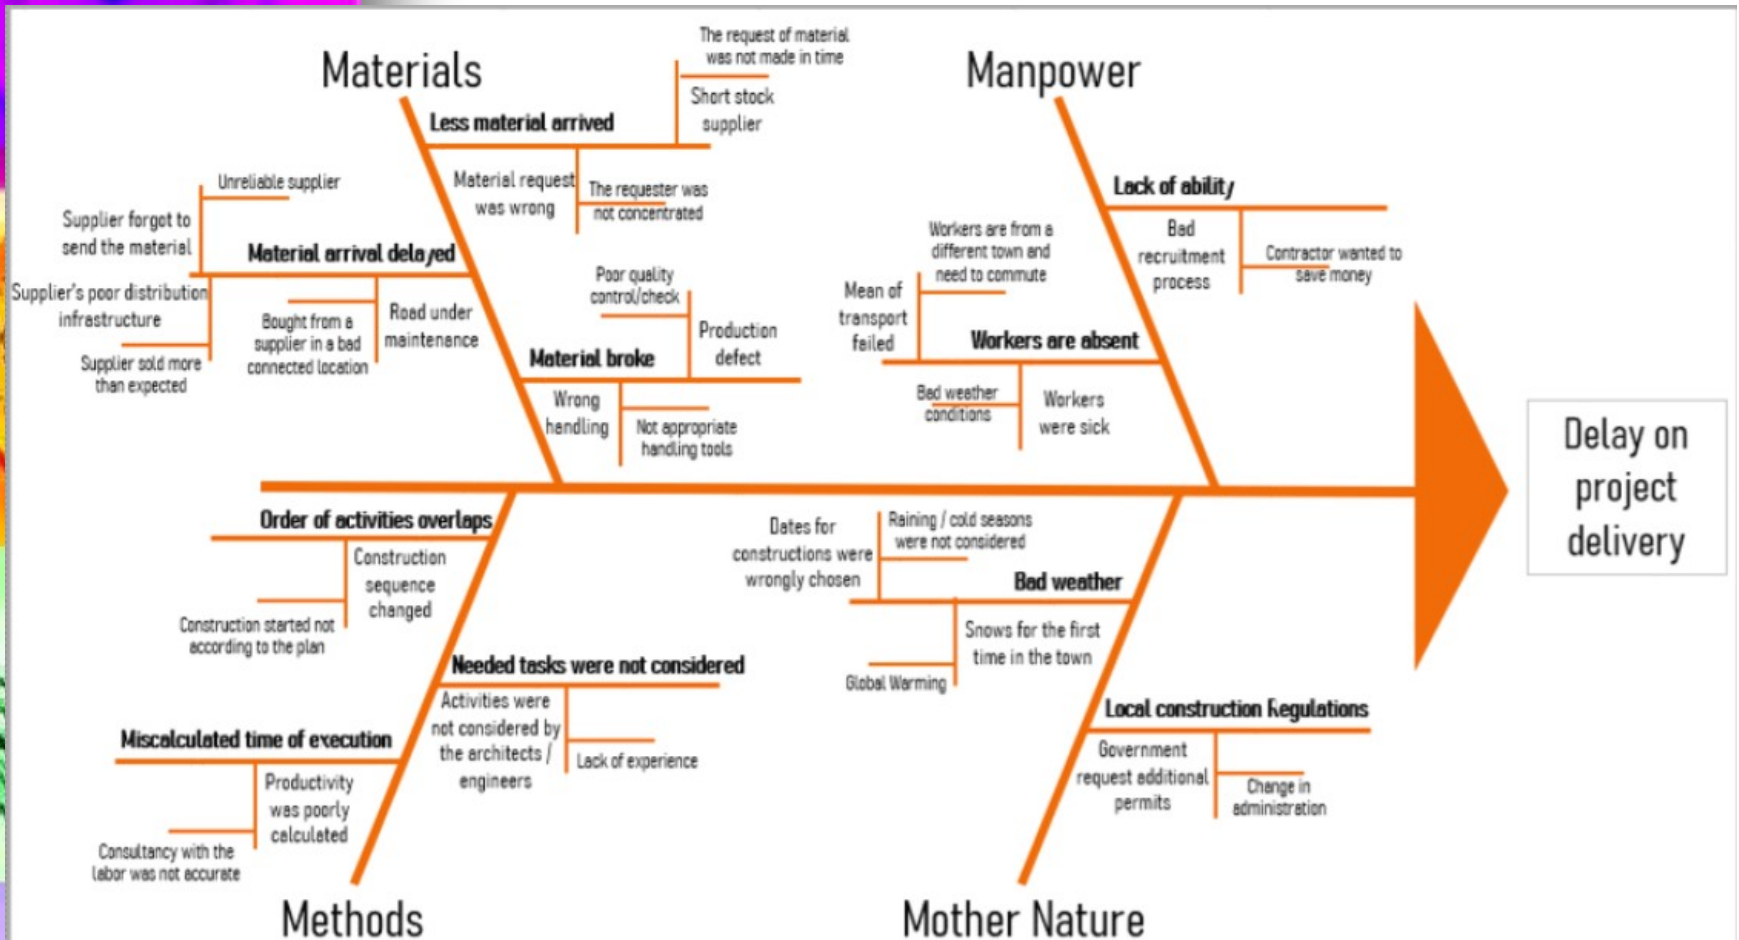 Materials
The request of material
was not made in time
Short stock
supplier
Less material arrived
Material request
was wrong
The requester was
not concentrated
Unreliable supplier
Supplier forgot to
send the material
Material arrival delayed
Supplier's poor distribution
infrastructure
Supplier sold more
than expected
Bought from a
supplier in a bad
connected location
Road under
maintenance
Poor quality
control/check
Production
defect
Material broke
Wrong
handling
Not appropriate
handling tools
Manpower
Lack of ability
Bad
recruitment
process
Contractor wanted to
save money
Workers are from a
different town and
need to commute
Mean of
transport
failed
Workers are absent
Bad weather
conditions
Workers
were sick
Delay on
project
delivery
Order of activities overlaps
Construction
sequence
changed
Construction started not
according to the plan
Needed tasks were not considered
Activities were
not considered by
the architects /
engineers
Lack of experience
Miscalculated time of execution
Productivity
was poorly
calculated
Consultancy with the
labor was not accurate
Methods
Dates for
constructions were
wrongly chosen
Raining / cold seasons
were not considered
Bad weather
Snows for the first
time in the town
Global Warming
Local construction Regulations
Government
request additional
permits
Change in
administration
Mother Nature